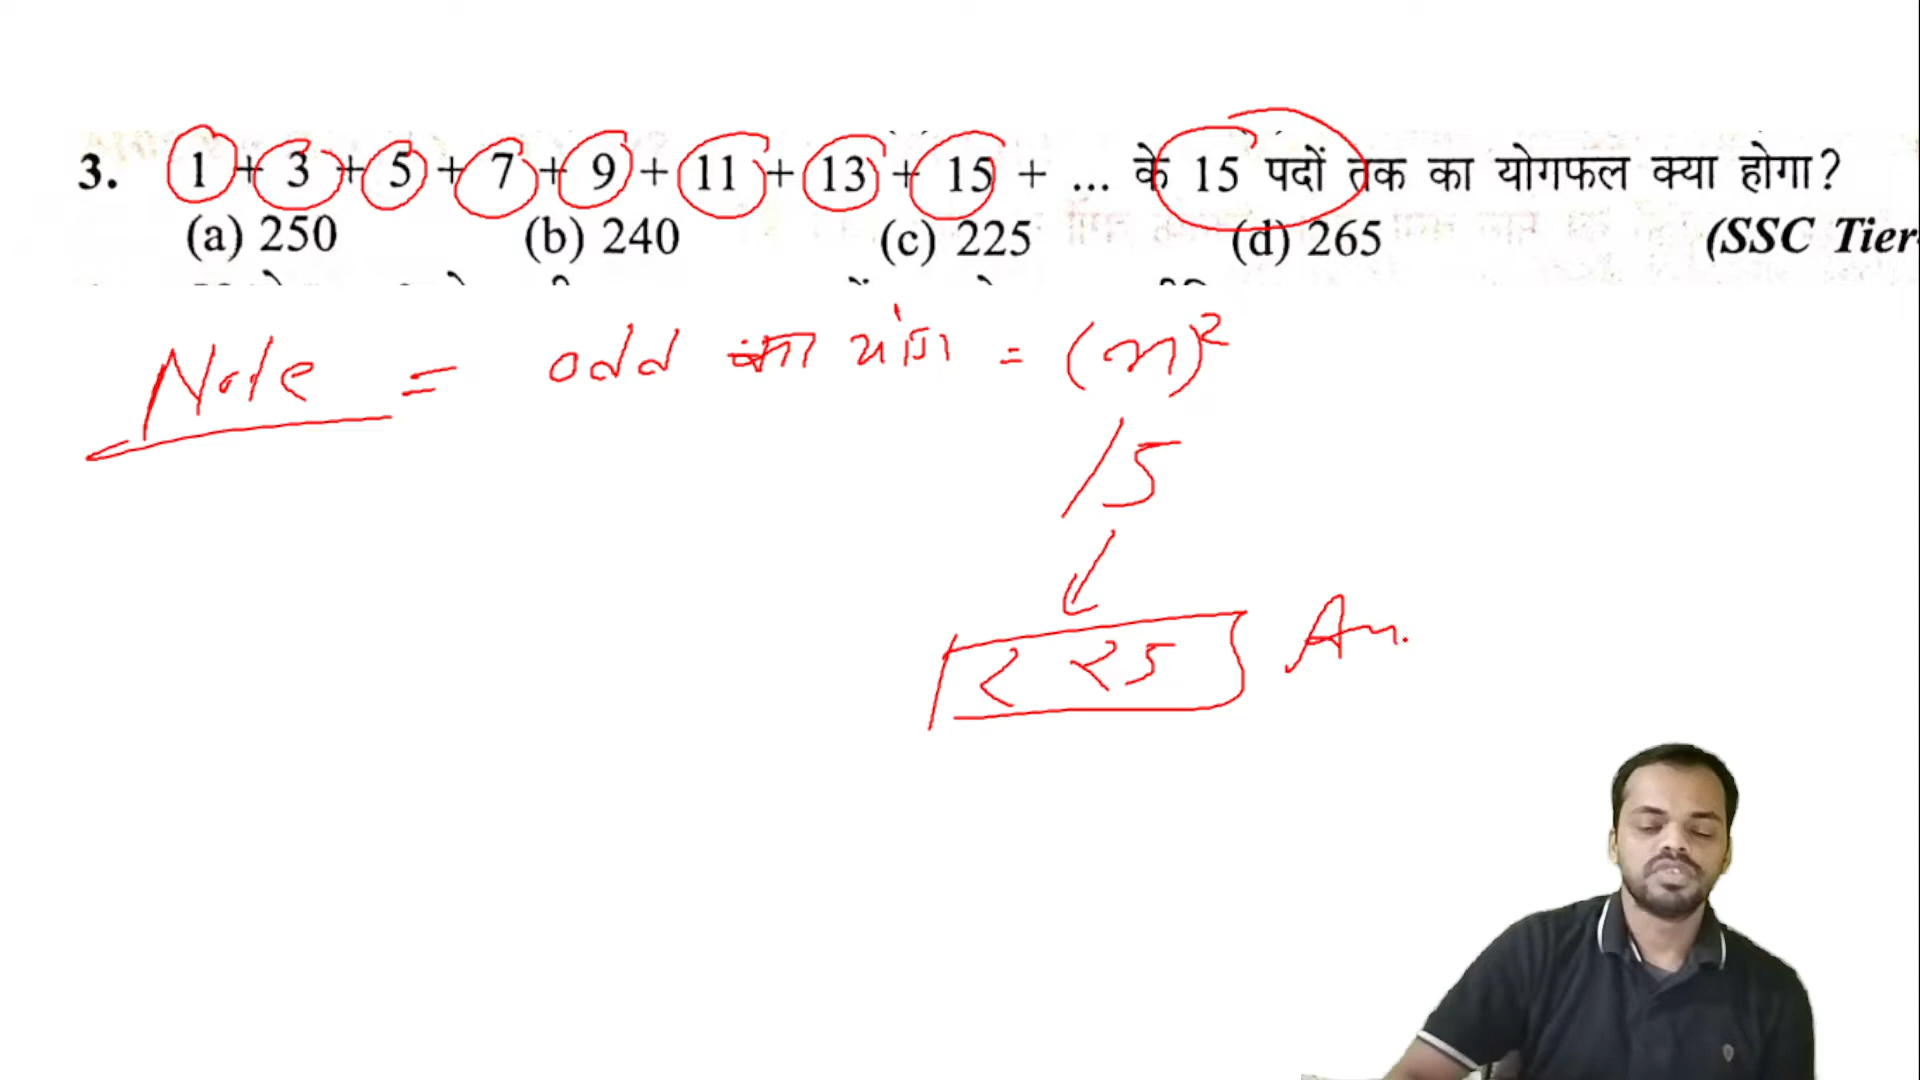 3. 1 + 3 + 5 + 7 + 9 + 11 + 13 + 15 + ... के 15 पदों तक का योगफल क्या होगा?
(a) 250 (b) 240 (c) 225 (d) 265 (SSC Tier-
Note = odd का योग = (n)²
15
225 An.